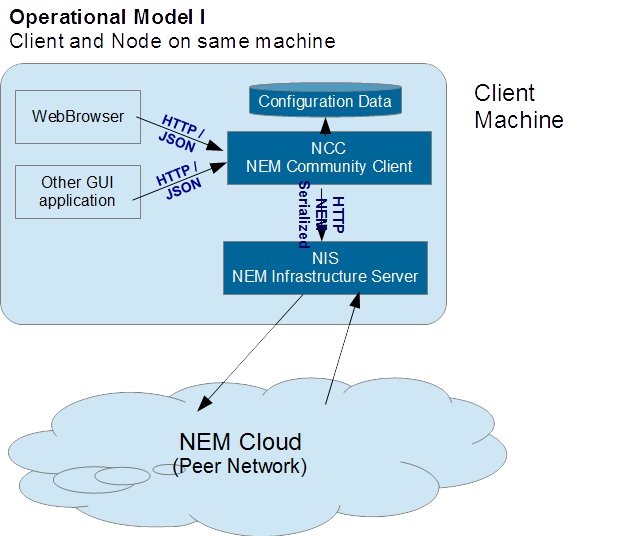 Operational Model I
Client and Node on same machine
Client
Machine
Configuration Data
WebBrowser
HTTP /
JSON
NCC
NEM Community Client
Other GUI
application
HTTP /
JSON
HTTP
NEM
Serialized
NIS
NEM Infrastructure Server
NEM Cloud
(Peer Network)